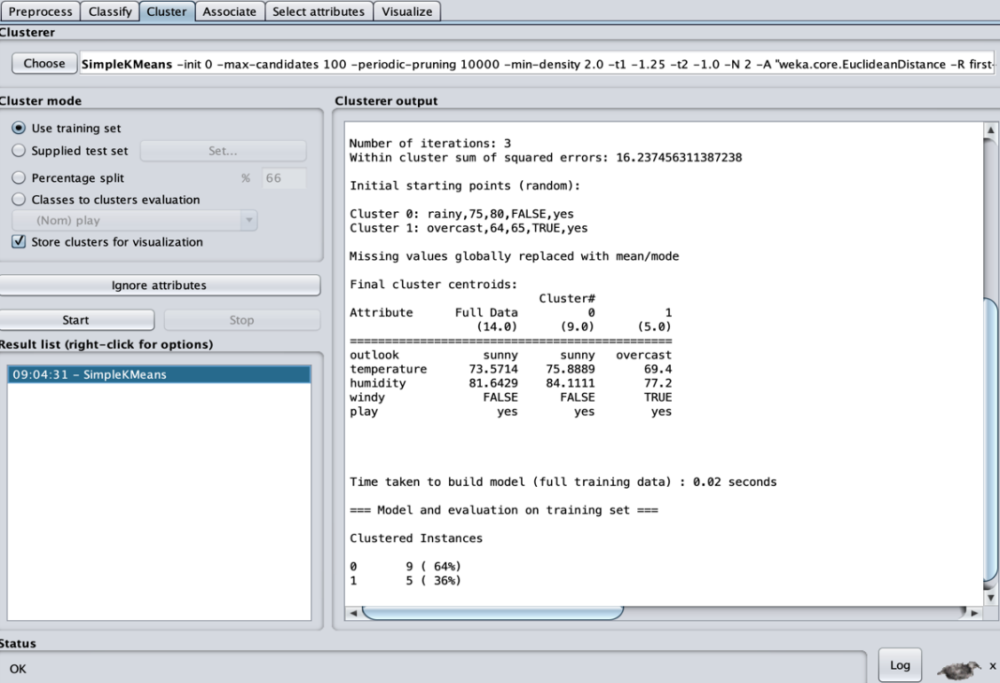 Preprocess Classify Cluster Associate Select attributes Visualize
Clusterer
Choose SimpleKMeans -init 0 -max-candidates 100 -periodic-pruning 10000 -min-density 2.0 -t1 -1.25 -t2 -1.0 -N 2 -A "weka.core.EuclideanDistance -R first-
Cluster mode
Use training set
Supplied test set Set...
Percentage split % 66
Classes to clusters evaluation
(Nom) play
Store clusters for visualization
Ignore attributes
Start Stop
Result list (right-click for options)
09:04:31 - SimpleKMeans
Clusterer output
Number of iterations: 3
Within cluster sum of squared errors: 16.237456311387238
Initial starting points (random):
Cluster 0: rainy,75,80,FALSE,yes
Cluster 1: overcast,64,65,TRUE,yes
Missing values globally replaced with mean/mode
Final cluster centroids:
Cluster#
Attribute Full Data 0 1
(14.0) (9.0) (5.0)
==============================================
outlook sunny sunny overcast
temperature 73.5714 75.8889 69.4
humidity 81.6429 84.1111 77.2
windy FALSE FALSE TRUE
play yes yes yes
Time taken to build model (full training data) : 0.02 seconds
=== Model and evaluation on training set ===
Clustered Instances
0 9 ( 64%)
1 5 ( 36%)
Status
OK
Log x